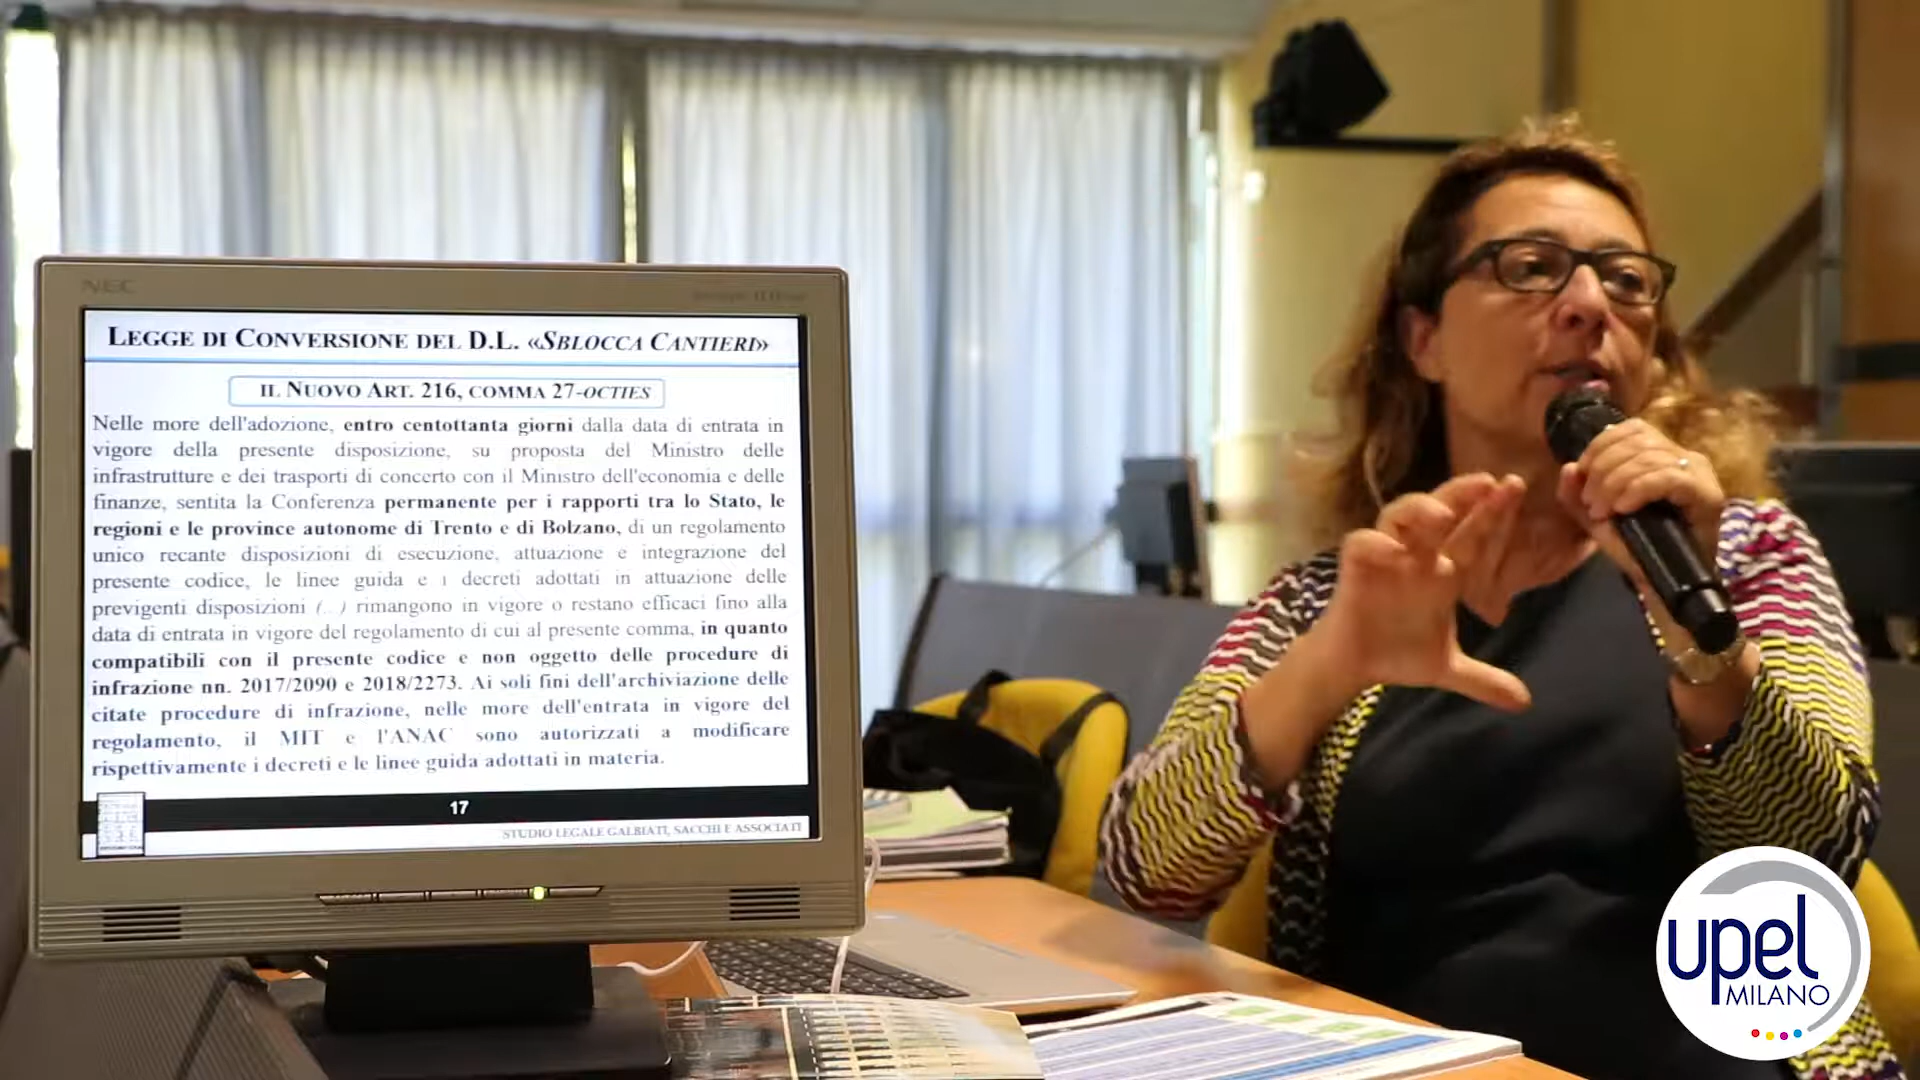 NEC
LEGGE DI CONVERSIONE DEL D.L. «SBLOCCA CANTIERI»
IL NUOVO ART. 216, COMMA 27-OCTIES
Nelle more dell'adozione, entro centottanta giorni dalla data di entrata in
vigore della presente disposizione, su proposta del Ministro delle
infrastrutture e dei trasporti di concerto con il Ministro dell'economia e delle
finanze, sentita la Conferenza permanente per i rapporti tra lo Stato, le
regioni e le province autonome di Trento e di Bolzano, di un regolamento
unico recante disposizioni di esecuzione, attuazione e integrazione del
presente codice, le linee guida e i decreti adottati in attuazione delle
previgenti disposizioni (...) rimangono in vigore o restano efficaci fino alla
data di entrata in vigore del regolamento di cui al presente comma, in quanto
compatibili con il presente codice e non oggetto delle procedure di
infrazione nn. 2017/2090 e 2018/2273. Ai soli fini dell'archiviazione delle
citate procedure di infrazione, nelle more dell'entrata in vigore del
regolamento, il MIT e l'ANAC sono autorizzati a modificare
rispettivamente i decreti e le linee guida adottati in materia.
17
STUDIO LEGALE GALBIATI, SACCHI E ASSOCIATI
upel
MILANO